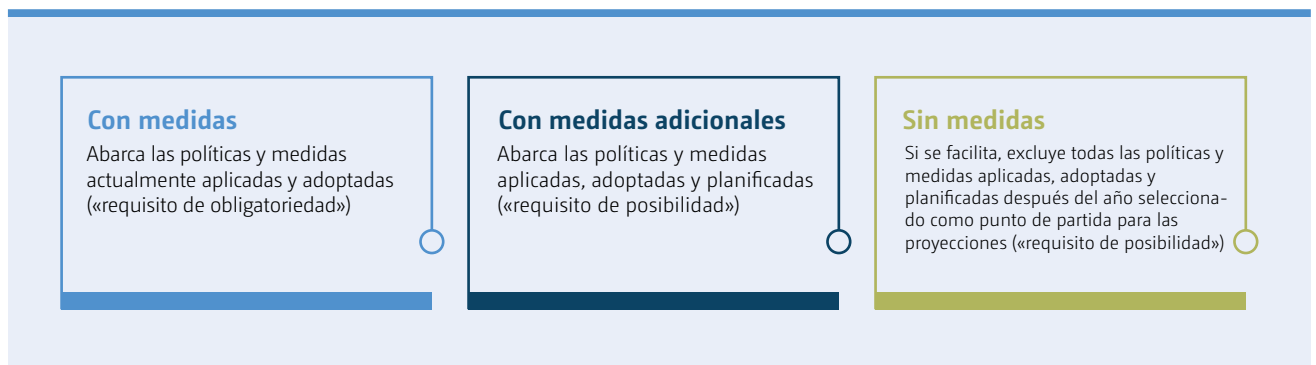 Con medidas
Abarca las políticas y medidas
actualmente aplicadas y adoptadas
(«requisito de obligatoriedad»)
Con medidas adicionales
Abarca las políticas y medidas
aplicadas, adoptadas y planificadas
(«requisito de posibilidad»)
Sin medidas
Si se facilita, excluye todas las políticas y
medidas aplicadas, adoptadas y
planificadas después del año selecciona-
do como punto de partida para las
proyecciones («requisito de posibilidad»)